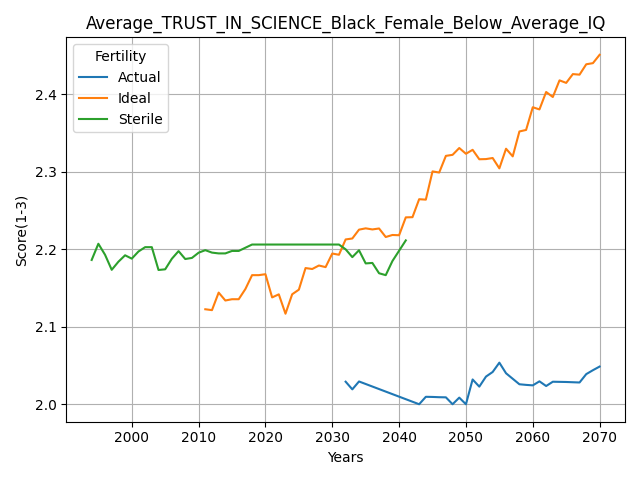 Average_TRUST_IN_SCIENCE_Black_Female_Below_Average_IQ
Fertility
Actual
Ideal
Sterile
Score(1-3)
2.4
2.3
2.2
2.1
2.0
2000 2010 2020 2030 2040 2050 2060 2070
Years